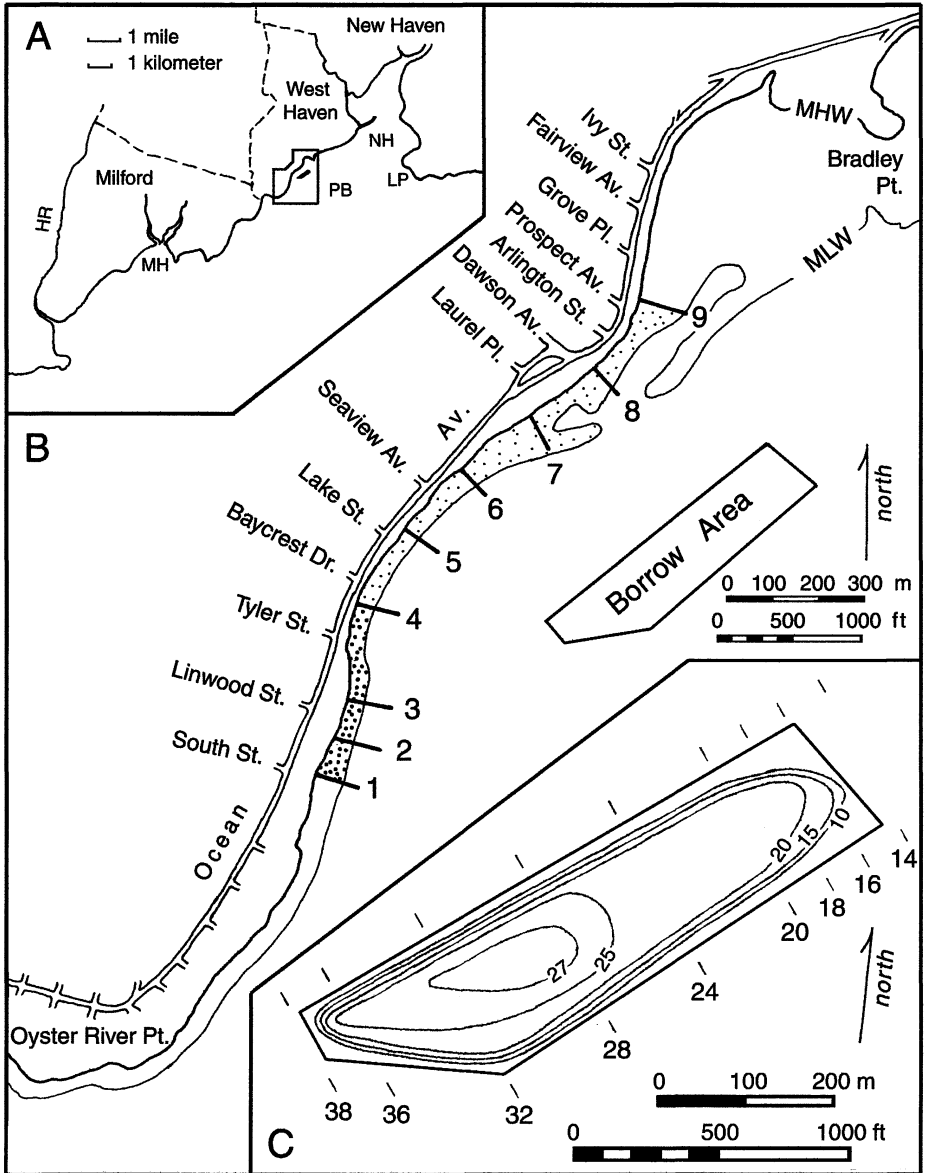 A
1 mile
1 kilometer
New Haven
West
Haven
NH
LP
PB
Milford
HR
MH
B
MHW
Bradley
Pt.
MLW
Ivy St.
Fairview Av.
Grove Pl.
Prospect Av.
Arlington St.
Dawson Av.
Laurel Pl.
Av.
Seaview Av.
Lake St.
Baycrest Dr.
Tyler St.
Linwood St.
South St.
Ocean
Oyster River Pt.
9
8
7
6
5
4
3
2
1
Borrow Area
north
0 100 200 300 m
0 500 1000 ft
C
10
15
20
25
27
14
16
18
20
24
28
32
36
38
north
0 100 200 m
0 500 1000 ft